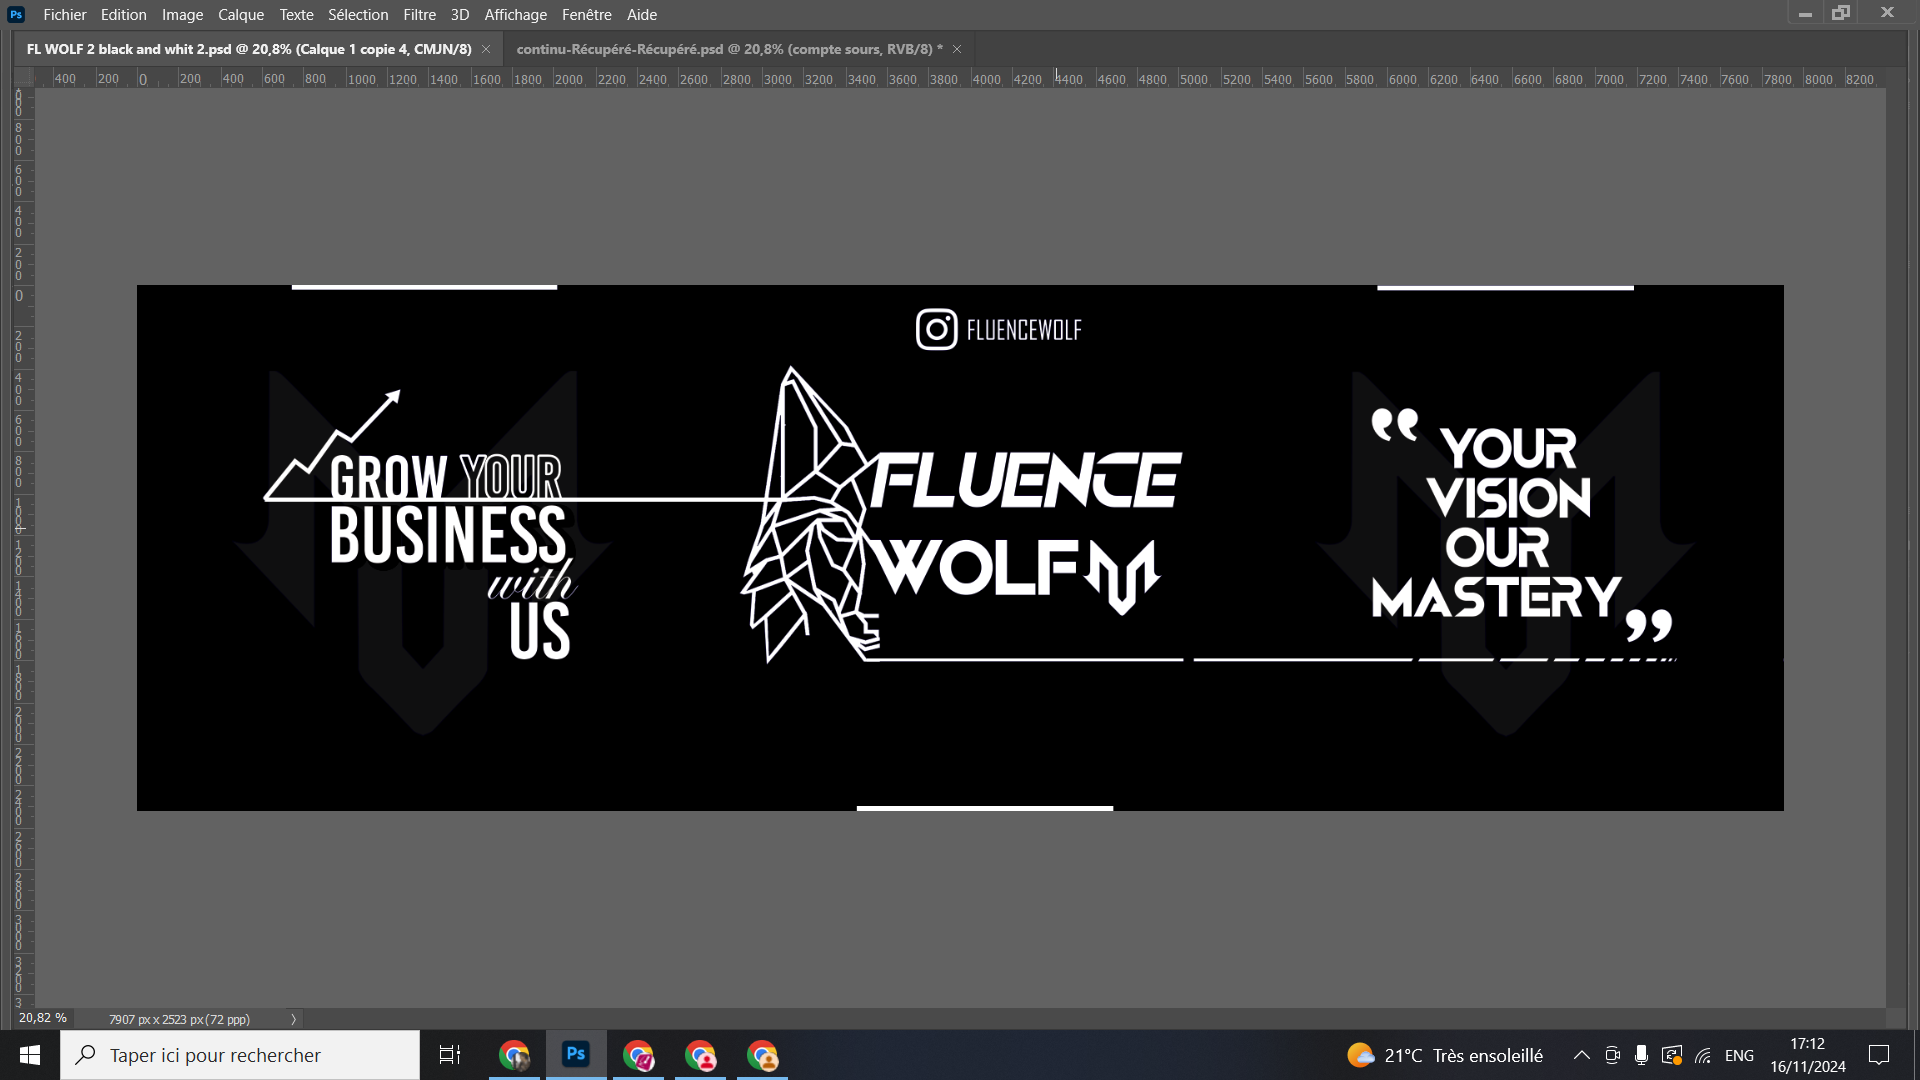 Ps Fichier Edition Image Calque Texte Sélection Filtre 3D Affichage Fenêtre Aide
FL WOLF 2 black and whit 2.psd @ 20,8% (Calque 1 copie 4, CMJN/8) × continu-Récupéré-Récupéré.psd @ 20,8% (compte sours, RVB/8) * ×
400 200 0 200 400 600 800 1000 1200 1400 1600 1800 2000 2200 2400 2600 2800 3000 3200 3400 3600 3800 4000 4200 4400 4600 4800 5000 5200 5400 5600 5800 6000 6200 6400 6600 6800 7000 7200 7400 7600 7800 8000 8200
FLUENCEWOLF
GROW YOUR
BUSINESS
with
US
FLUENCE
WOLF
“ YOUR
VISION
OUR
MASTERY ”
20,82 % 7907 px x 2523 px (72 ppp)
Taper ici pour rechercher
Ps
21°C Très ensoleillé
ENG
17:12
16/11/2024